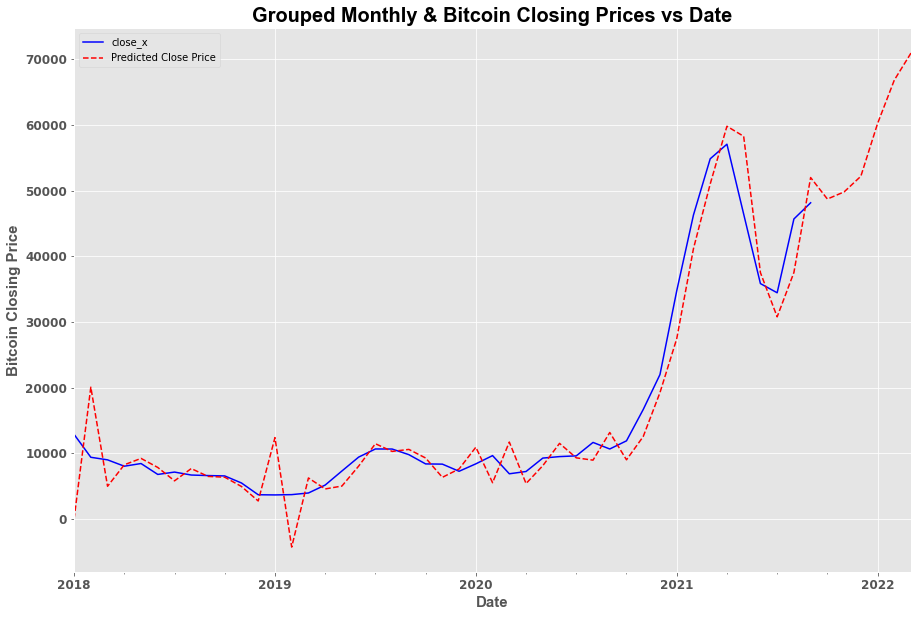 Grouped Monthly & Bitcoin Closing Prices vs Date
close_x
Predicted Close Price
70000
60000
50000
40000
30000
20000
10000
0
Bitcoin Closing Price
2018
2019
2020
2021
2022
Date